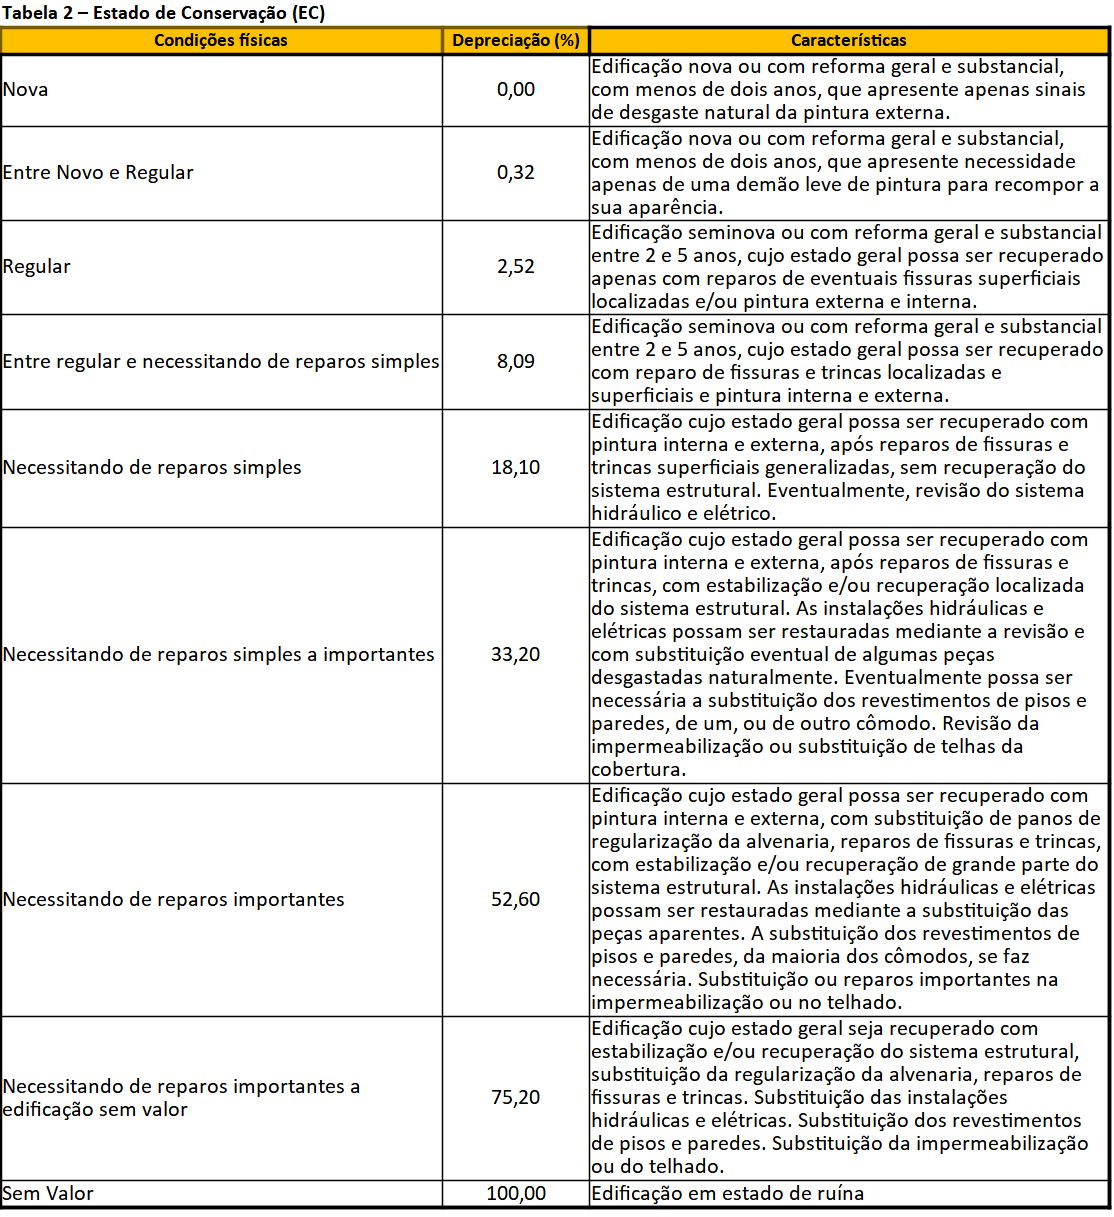 Tabela 2 – Estado de Conservação (EC)
Condições físicas Depreciação (%) Características
Nova 0,00 Edificação nova ou com reforma geral e substancial,
com menos de dois anos, que apresente apenas sinais
de desgaste natural da pintura externa.
Entre Novo e Regular 0,32 Edificação nova ou com reforma geral e substancial,
com menos de dois anos, que apresente necessidade
apenas de uma demão leve de pintura para recompor a
sua aparência.
Regular 2,52 Edificação seminova ou com reforma geral e substancial
entre 2 e 5 anos, cujo estado geral possa ser recuperado
apenas com reparos de eventuais fissuras superficiais
localizadas e/ou pintura externa e interna.
Entre regular e necessitando de reparos simples 8,09 Edificação seminova ou com reforma geral e substancial
entre 2 e 5 anos, cujo estado geral possa ser recuperado
com reparo de fissuras e trincas localizadas e
superficiais e pintura interna e externa.
Necessitando de reparos simples 18,10 Edificação cujo estado geral possa ser recuperado com
pintura interna e externa, após reparos de fissuras e
trincas superficiais generalizadas, sem recuperação do
sistema estrutural. Eventualmente, revisão do sistema
hidráulico e elétrico.
Necessitando de reparos simples a importantes 33,20 Edificação cujo estado geral possa ser recuperado com
pintura interna e externa, após reparos de fissuras e
trincas, com estabilização e/ou recuperação localizada
do sistema estrutural. As instalações hidráulicas e
elétricas possam ser restauradas mediante a revisão e
com substituição eventual de algumas peças
desgastadas naturalmente. Eventualmente possa ser
necessária a substituição dos revestimentos de pisos e
paredes, de um, ou de outro cômodo. Revisão da
impermeabilização ou substituição de telhas da
cobertura.
Necessitando de reparos importantes 52,60 Edificação cujo estado geral possa ser recuperado com
pintura interna e externa, com substituição de panos de
regularização da alvenaria, reparos de fissuras e trincas,
com estabilização e/ou recuperação de grande parte do
sistema estrutural. As instalações hidráulicas e elétricas
possam ser restauradas mediante a substituição das
peças aparentes. A substituição dos revestimentos de
pisos e paredes, da maioria dos cômodos, se faz
necessária. Substituição ou reparos importantes na
impermeabilização ou no telhado.
Necessitando de reparos importantes a
edificação sem valor 75,20 Edificação cujo estado geral seja recuperado com
estabilização e/ou recuperação do sistema estrutural,
substituição da regularização da alvenaria, reparos de
fissuras e trincas. Substituição das instalações
hidráulicas e elétricas. Substituição dos revestimentos
de pisos e paredes. Substituição da impermeabilização
ou do telhado.
Sem Valor 100,00 Edificação em estado de ruína